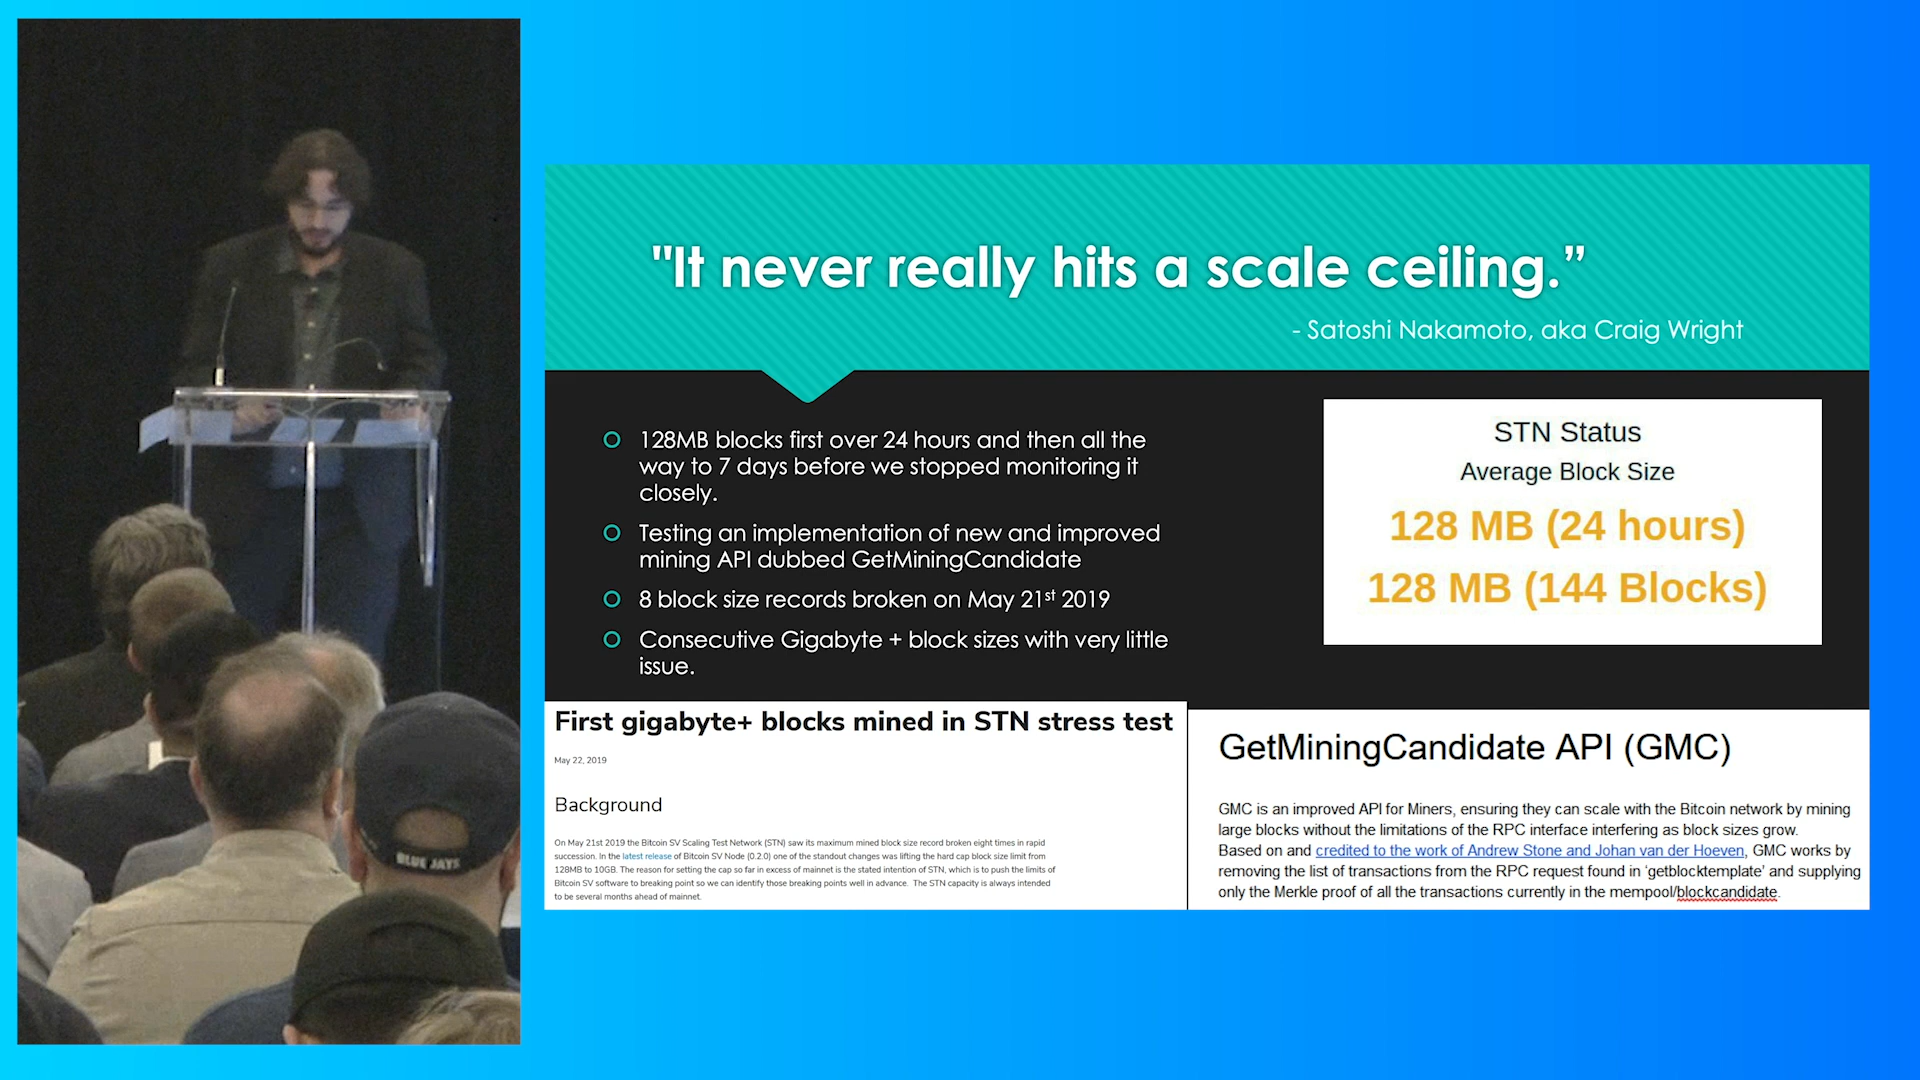 "It never really hits a scale ceiling.”
- Satoshi Nakamoto, aka Craig Wright
128MB blocks first over 24 hours and then all the
way to 7 days before we stopped monitoring it
closely.
Testing an implementation of new and improved
mining API dubbed GetMiningCandidate
8 block size records broken on May 21st 2019
Consecutive Gigabyte + block sizes with very little
issue.
STN Status
Average Block Size
128 MB (24 hours)
128 MB (144 Blocks)
First gigabyte+ blocks mined in STN stress test
May 22, 2019
Background
On May 21st 2019 the Bitcoin SV Scaling Test Network (STN) saw its maximum mined block size record broken eight times in rapid
succession. In the latest release of Bitcoin SV Node (0.2.0) one of the standout changes was lifting the hard cap block size limit from
128MB to 10GB. The reason for setting the cap so far in excess of mainnet is the stated intention of STN, which is to push the limits of
Bitcoin SV software to breaking point so we can identify those breaking points well in advance. The STN capacity is always intended
to be several months ahead of mainnet.
GetMiningCandidate API (GMC)
GMC is an improved API for Miners, ensuring they can scale with the Bitcoin network by mining
large blocks without the limitations of the RPC interface interfering as block sizes grow.
Based on and credited to the work of Andrew Stone and Johan van der Hoeven, GMC works by
removing the list of transactions from the RPC request found in 'getblocktemplate' and supplying
only the Merkle proof of all the transactions currently in the mempool/blockcandidate.
BLUE JAYS